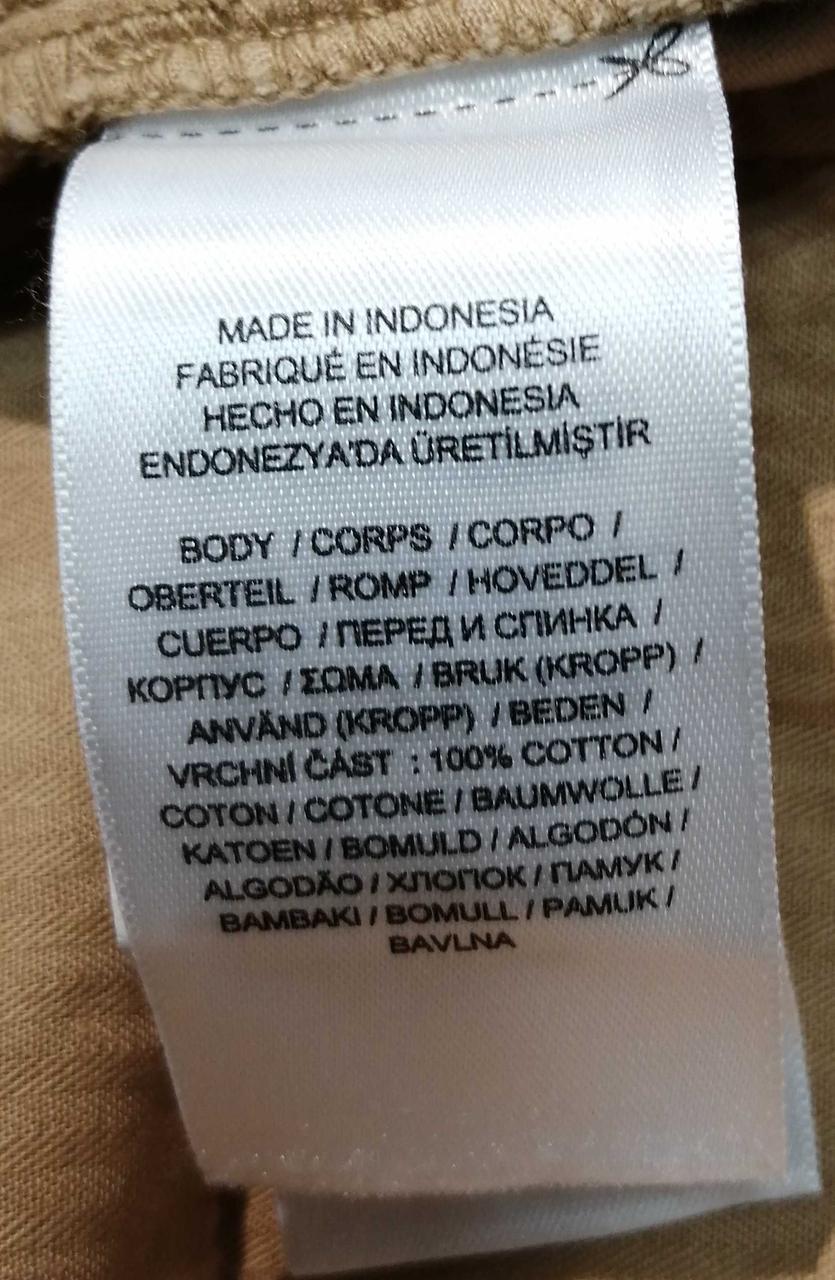 MADE IN INDONESIA
FABRIQUÉ EN INDONÉSIE
HECHO EN INDONESIA
ENDONEZYA'DA ÜRETİLMİŞTİR
BODY / CORPS / CORPO /
OBERTEIL / ROMP / HOVEDDEL /
CUERPO / ПЕРЕД И СПИНКА /
КОРПУС / ΣΩΜΑ / BRUK (KROPP) /
ANVÄND (KROPP) / BEDEN /
VRCHNÍ ČÁST : 100% COTTON /
COTON / COTONE / BAUMWOLLE /
KATOEN / BOMULD / ALGODÓN /
ALGODÃO / ХЛОПОК / ПАМУК /
BAMBAKI / BOMULL / PAMUK /
BAVLNA